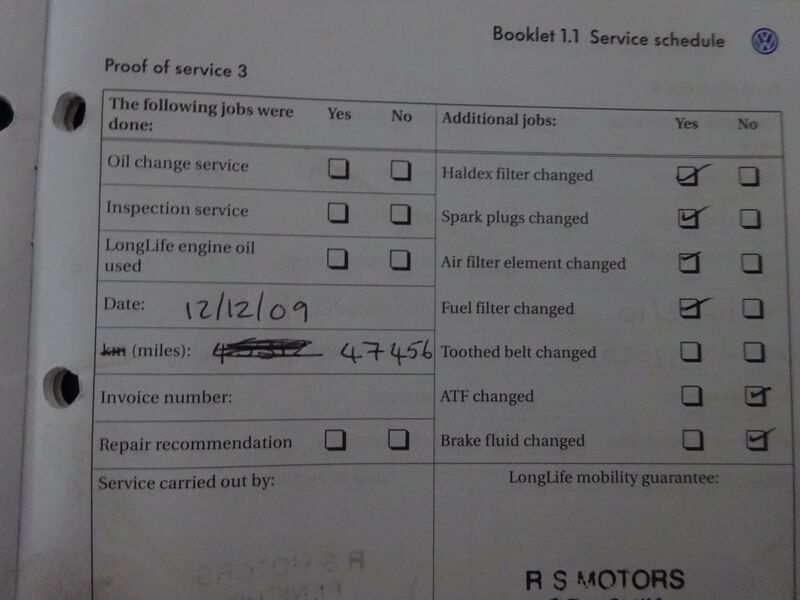 Booklet 1.1 Service schedule
Proof of service 3
The following jobs were done: Yes No
Oil change service
Inspection service
LongLife engine oil used
Date: 12/12/09
km (miles): 47456
Invoice number:
Repair recommendation
Service carried out by:
Additional jobs: Yes No
Haldex filter changed
Spark plugs changed
Air filter element changed
Fuel filter changed
Toothed belt changed
ATF changed
Brake fluid changed
LongLife mobility guarantee:
R S MOTORS